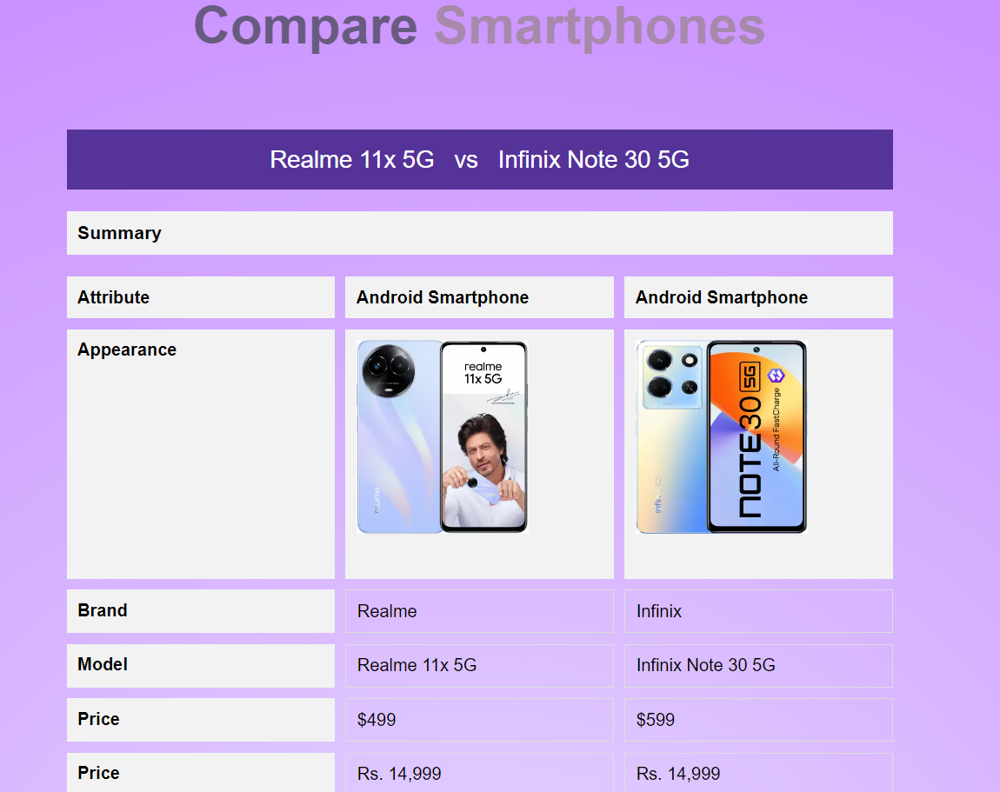 Compare Smartphones
Realme 11x 5G vs Infinix Note 30 5G
Summary
Attribute
Android Smartphone
Android Smartphone
Appearance
realme
11x 5G
realme
NOTE 30 5G
All-Round FastCharge
Infinix
Brand
Realme
Infinix
Model
Realme 11x 5G
Infinix Note 30 5G
Price
$499
$599
Price
Rs. 14,999
Rs. 14,999